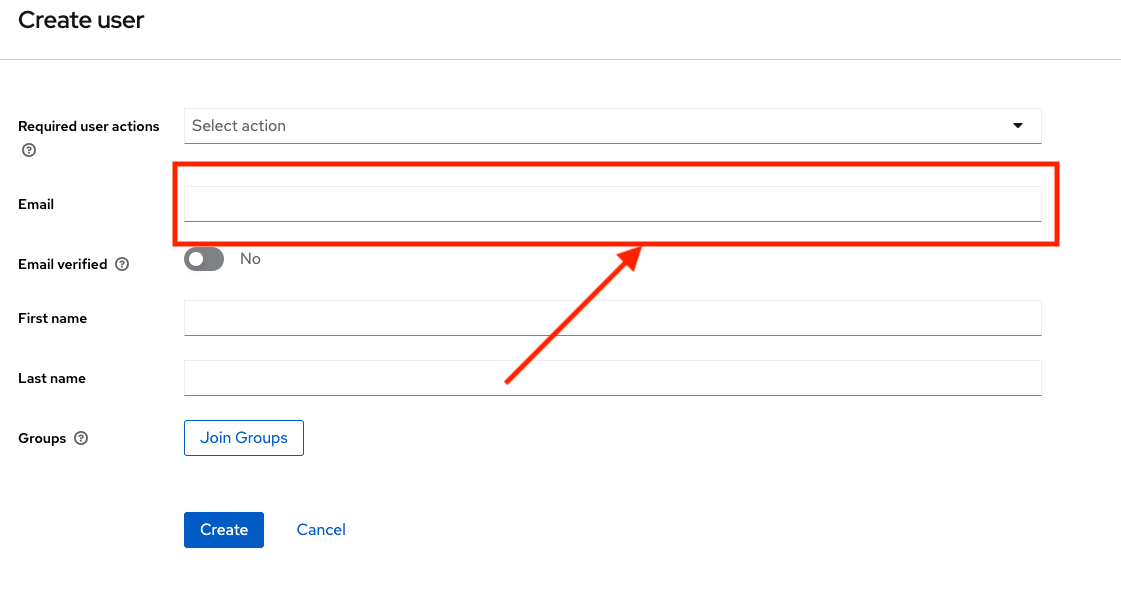 Create user
Required user actions
Select action
Email
Email verified
No
First name
Last name
Groups
Join Groups
Create
Cancel